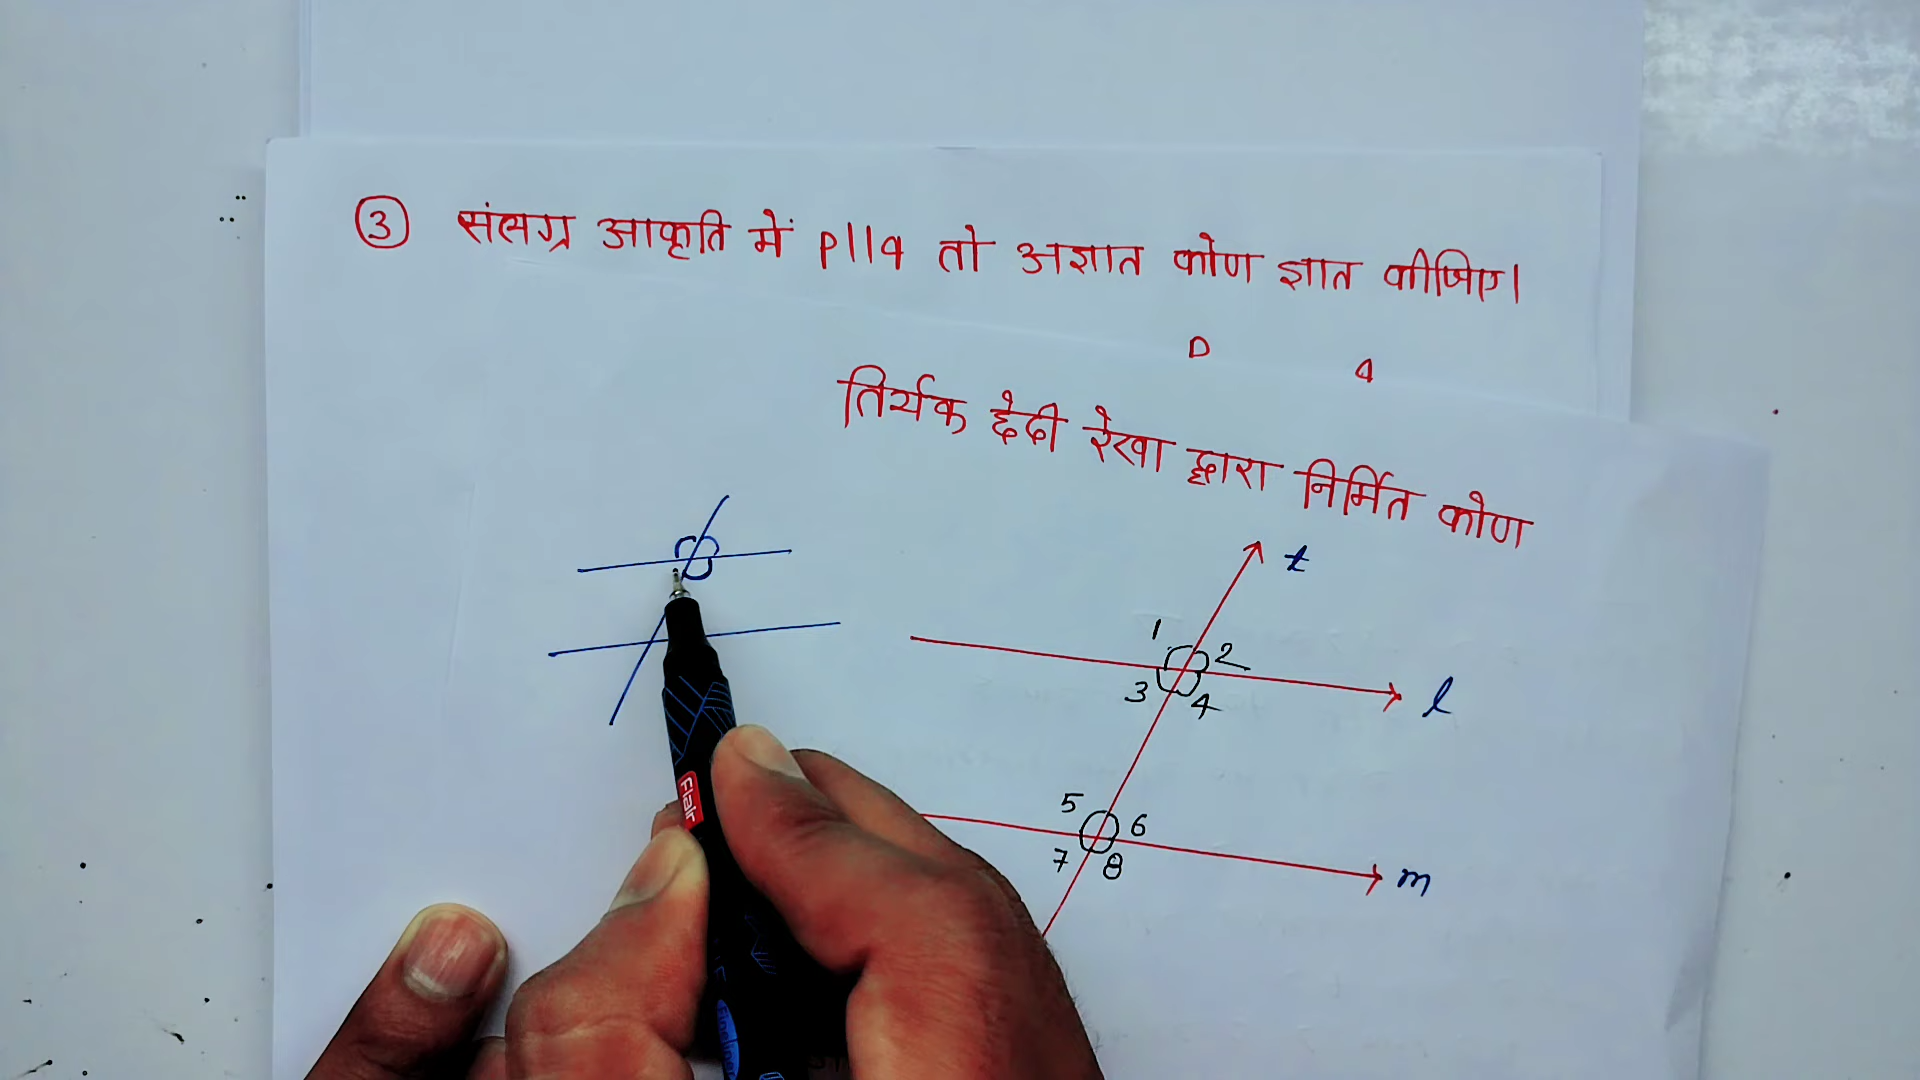 ③ संलग्न आकृति में p||q तो अज्ञात कोण ज्ञात कीजिए।
तिर्यक छेदी रेखा द्वारा निर्मित कोण
t
1 2
3 4
l
5 6
7 8
m
Flair